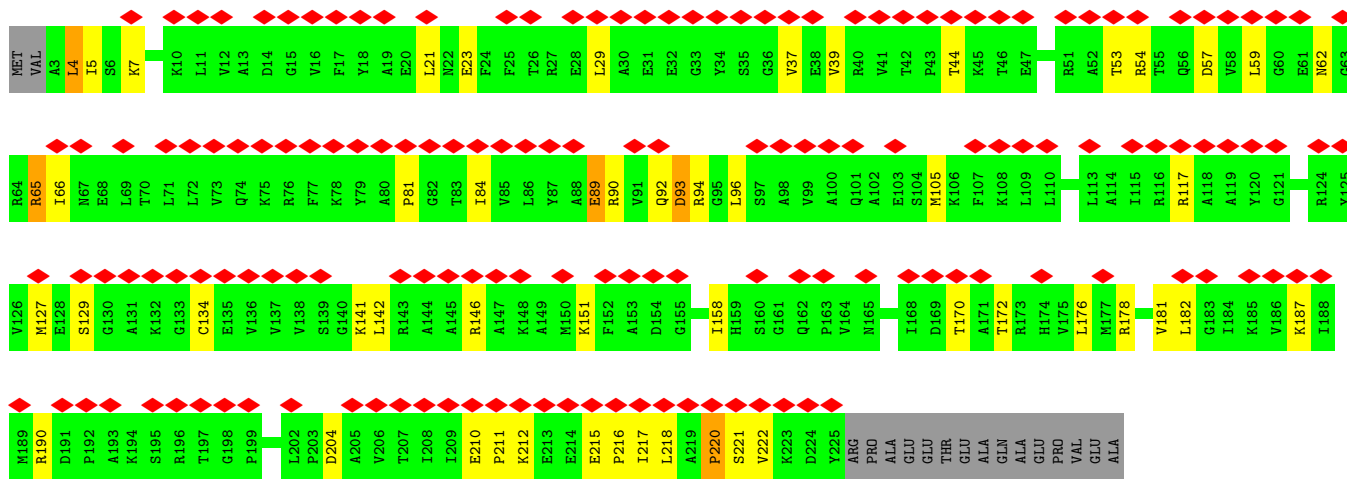 MET VAL A3 L4 I5 S6 K7 K10 L11 V12 A13 D14 G15 V16 F17 Y18 A19 E20 L21 N22 E23 F24 F25 T26 R27 E28 L29 A30 E31 E32 G33 Y34 S35 G36 V37 E38 V39 R40 V41 T42 P43 T44 K45 T46 E47 R51 A52 T53 R54 T55 Q56 D57 V58 L59 G60 E61 N62 G63
R64 R65 I66 N67 E68 L69 T70 L71 L72 V73 Q74 K75 R76 F77 K78 Y79 A80 P81 G82 T83 I84 V85 L86 Y87 A88 E89 R90 V91 Q92 D93 R94 G95 L96 S97 A98 V99 A100 Q101 A102 E103 S104 M105 K106 F107 K108 L109 L110 L113 A114 I115 R116 R117 A118 A119 Y120 G121 R124 Y125
V126 M127 E128 S129 G130 A131 K132 G133 C134 E135 V136 V137 V138 S139 G140 K141 L142 R143 A144 A145 R146 A147 K148 A149 M150 K151 F152 A153 D154 G155 I158 H159 S160 G161 Q162 P163 V164 N165 I168 D169 T170 A171 T172 R173 H174 V175 L176 M177 R178 V181 L182 G183 I184 K185 V186 K187 I188
M189 R190 D191 P192 A193 K194 S195 R196 T197 G198 P199 L202 P203 D204 A205 V206 T207 I208 I209 E210 P211 K212 E213 E214 E215 P216 I217 L218 A219 P220 S221 V222 K223 D224 Y225 ARG PRO ALA GLU GLU THR GLU ALA GLN ALA GLU PRO VAL GLU ALA